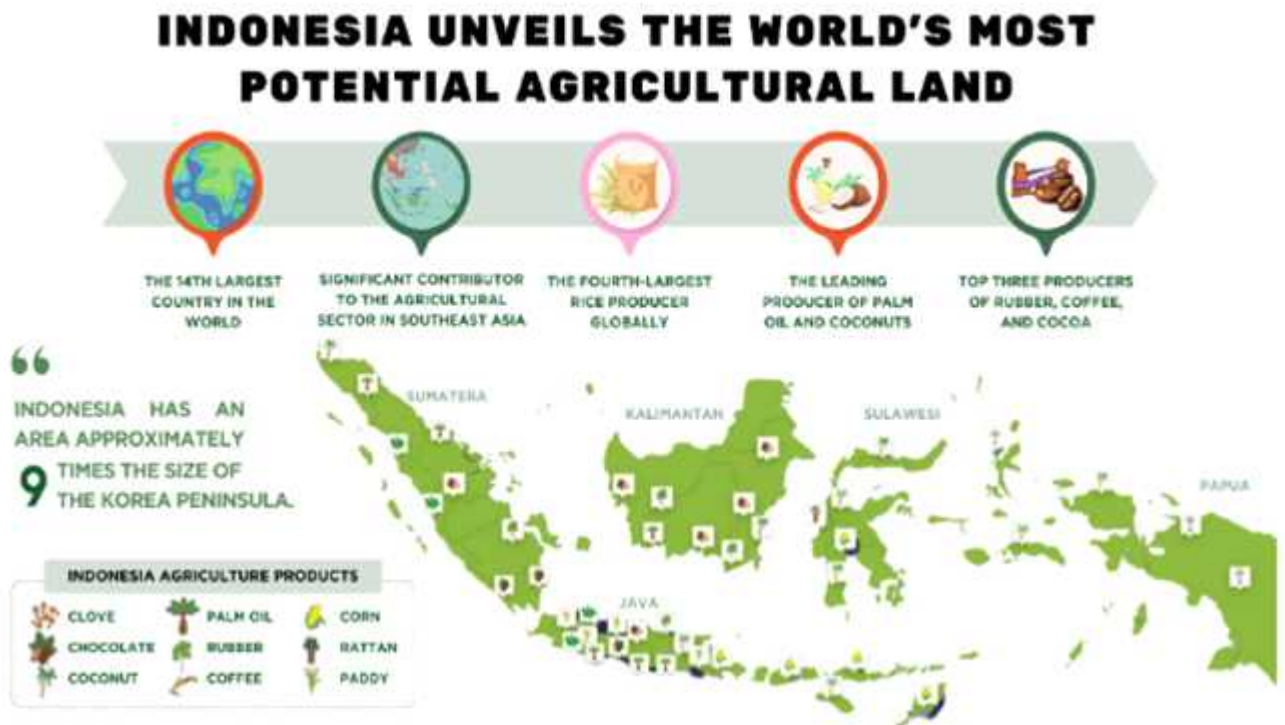 INDONESIA UNVEILS THE WORLD'S MOST
POTENTIAL AGRICULTURAL LAND
THE 14TH LARGEST
COUNTRY IN THE
WORLD
SIGNIFICANT CONTRIBUTOR
TO THE AGRICULTURAL
SECTOR IN SOUTHEAST ASIA
THE FOURTH-LARGEST
RICE PRODUCER
GLOBALLY
THE LEADING
PRODUCER OF PALM
OIL AND COCONUTS
TOP THREE PRODUCERS
OF RUBBER, COFFEE,
AND COCOA
“
INDONESIA HAS AN
AREA APPROXIMATELY
9 TIMES THE SIZE OF
THE KOREA PENINSULA.
SUMATERA
KALIMANTAN
SULAWESI
PAPUA
JAVA
INDONESIA AGRICULTURE PRODUCTS
CLOVE
PALM OIL
CORN
CHOCOLATE
RUBBER
RATTAN
COCONUT
COFFEE
PADDY